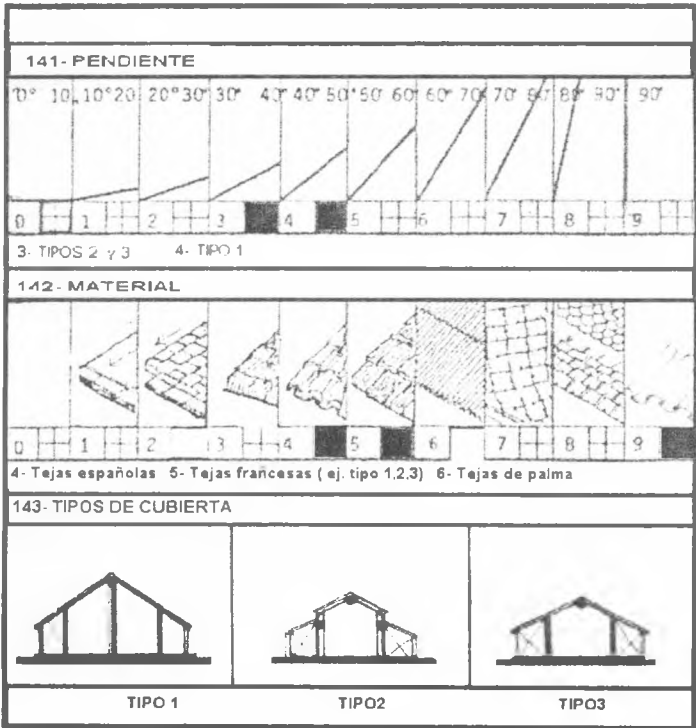 141- PENDIENTE
0° 10° 10°20° 20°30° 30° 40° 40° 50° 50° 60° 60° 70° 70° 80° 80° 90° 90°
0 1 2 3 4 5 6 7 8 9
3- TIPOS 2 y 3 4- TIPO 1
142- MATERIAL
0 1 2 3 4 5 6 7 8 9
4- Tejas españolas 5- Tejas francesas ( ej. tipo 1,2,3) 6- Tejas de palma
143- TIPOS DE CUBIERTA
TIPO 1 TIPO2 TIPO3